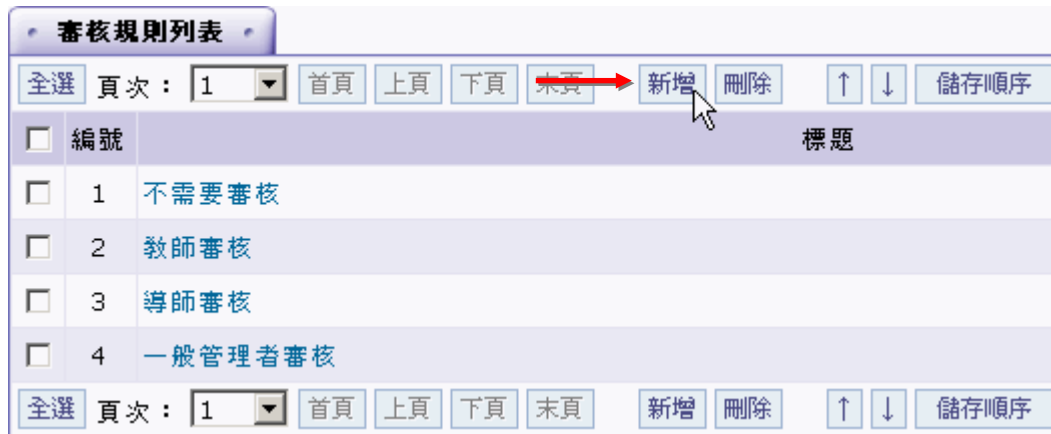 審核規則列表
全選 頁次： 1 首頁 上頁 下頁 末頁 新增 刪除 ↑ ↓ 儲存順序
編號 標題
1 不需要審核
2 教師審核
3 導師審核
4 一般管理者審核
全選 頁次： 1 首頁 上頁 下頁 末頁 新增 刪除 ↑ ↓ 儲存順序